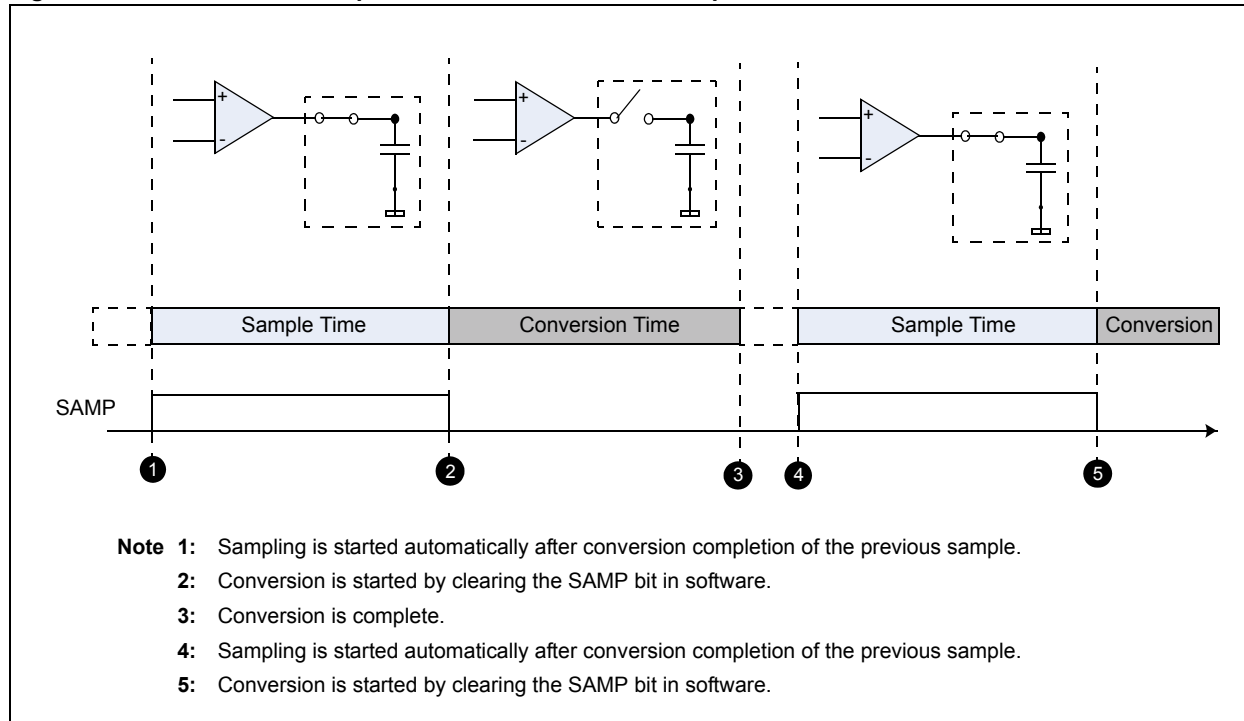 +
-
+
-
+
-
Sample Time
Conversion Time
Sample Time
Conversion
SAMP
1
2
3
4
5
Note 1: Sampling is started automatically after conversion completion of the previous sample.
2: Conversion is started by clearing the SAMP bit in software.
3: Conversion is complete.
4: Sampling is started automatically after conversion completion of the previous sample.
5: Conversion is started by clearing the SAMP bit in software.